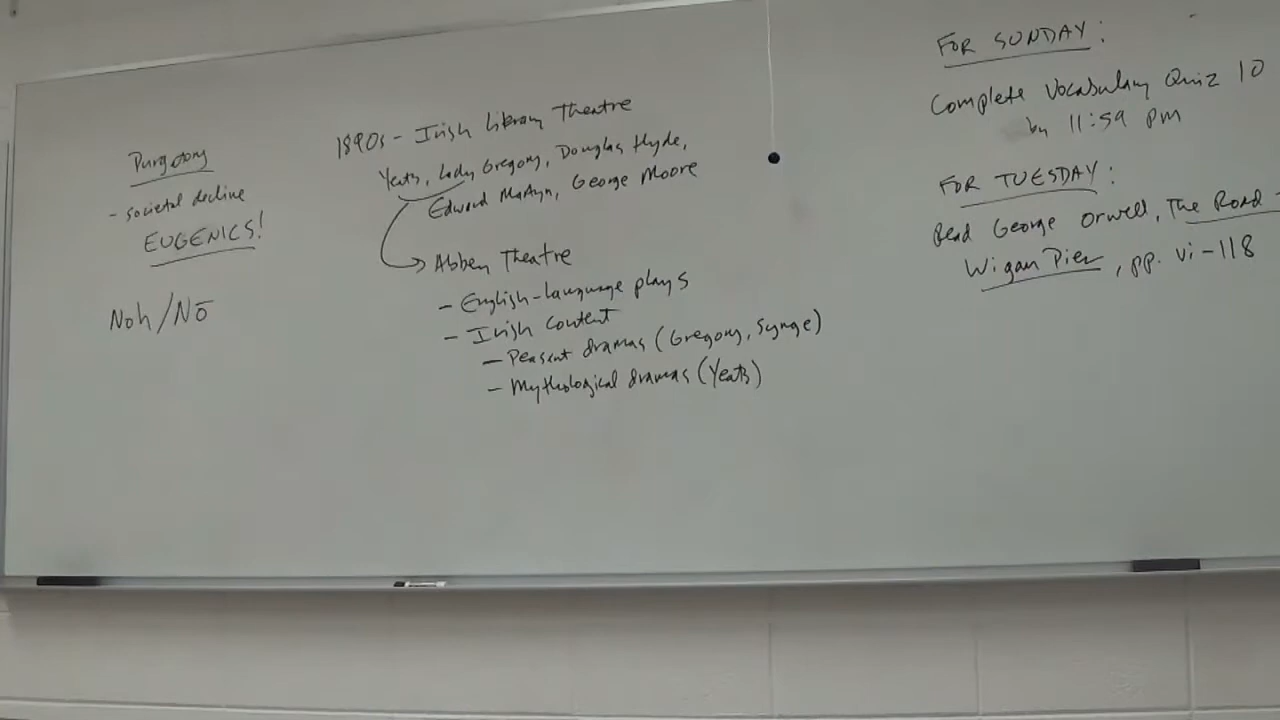 Purgatory
- societal decline
EUGENICS!
Noh/Nō
1890s - Irish Literary Theatre
Yeats, Lady Gregory, Douglas Hyde,
Edward Martyn, George Moore
Abbey Theatre
- English-language plays
- Irish content
- Peasant dramas (Gregory, Synge)
- Mythological dramas (Yeats)
FOR SUNDAY:
Complete Vocabulary Quiz 10
by 11:59 pm
FOR TUESDAY:
Read George Orwell, The Road -
Wigan Pier, pp. vi-118